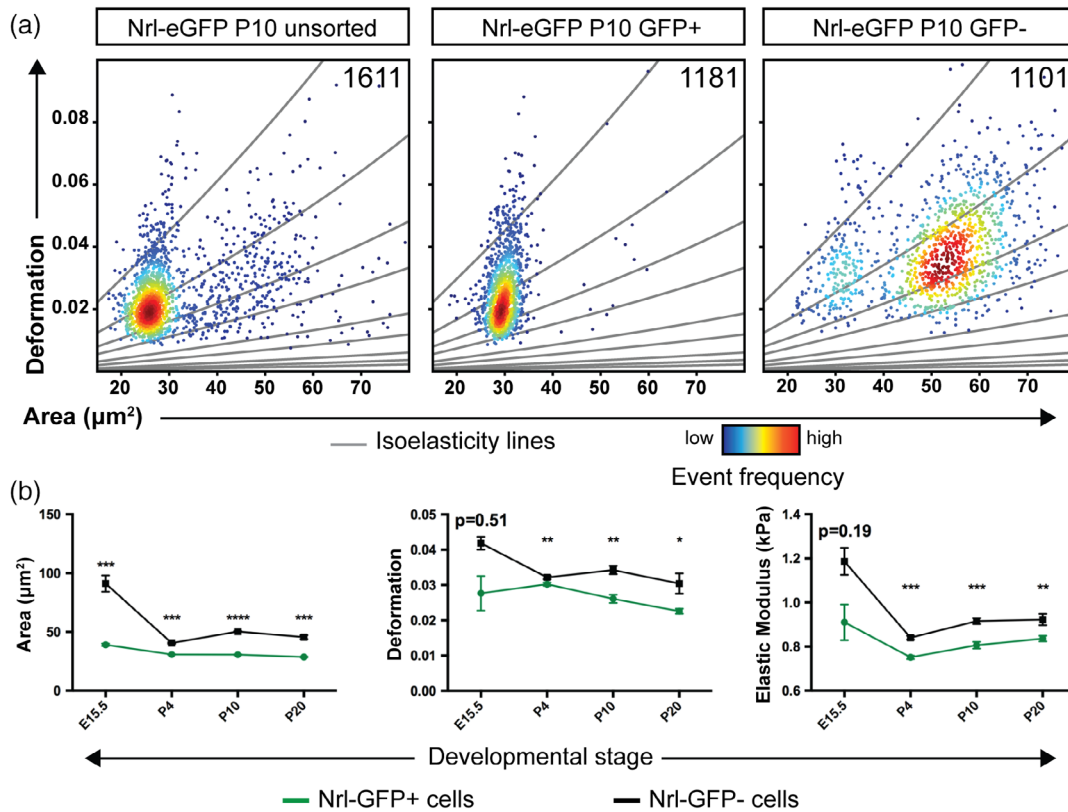 (a)
Nrl-eGFP P10 unsorted
Nrl-eGFP P10 GFP+
Nrl-eGFP P10 GFP-
1611
1181
1101
Deformation
0.08
0.06
0.04
0.02
20 30 40 50 60 70
20 30 40 50 60 70
20 30 40 50 60 70
Area (µm²)
Isoelasticity lines
low
high
Event frequency
(b)
Area (µm²)
150
100
50
0
***
***
****
***
E15.5
P4
P10
P20
Deformation
0.05
0.04
0.03
0.02
0.01
0.00
p=0.51
**
**
*
E15.5
P4
P10
P20
Elastic Modulus (kPa)
1.4
1.2
1.0
0.8
0.6
p=0.19
***
***
**
E15.5
P4
P10
P20
Developmental stage
Nrl-GFP+ cells
Nrl-GFP- cells